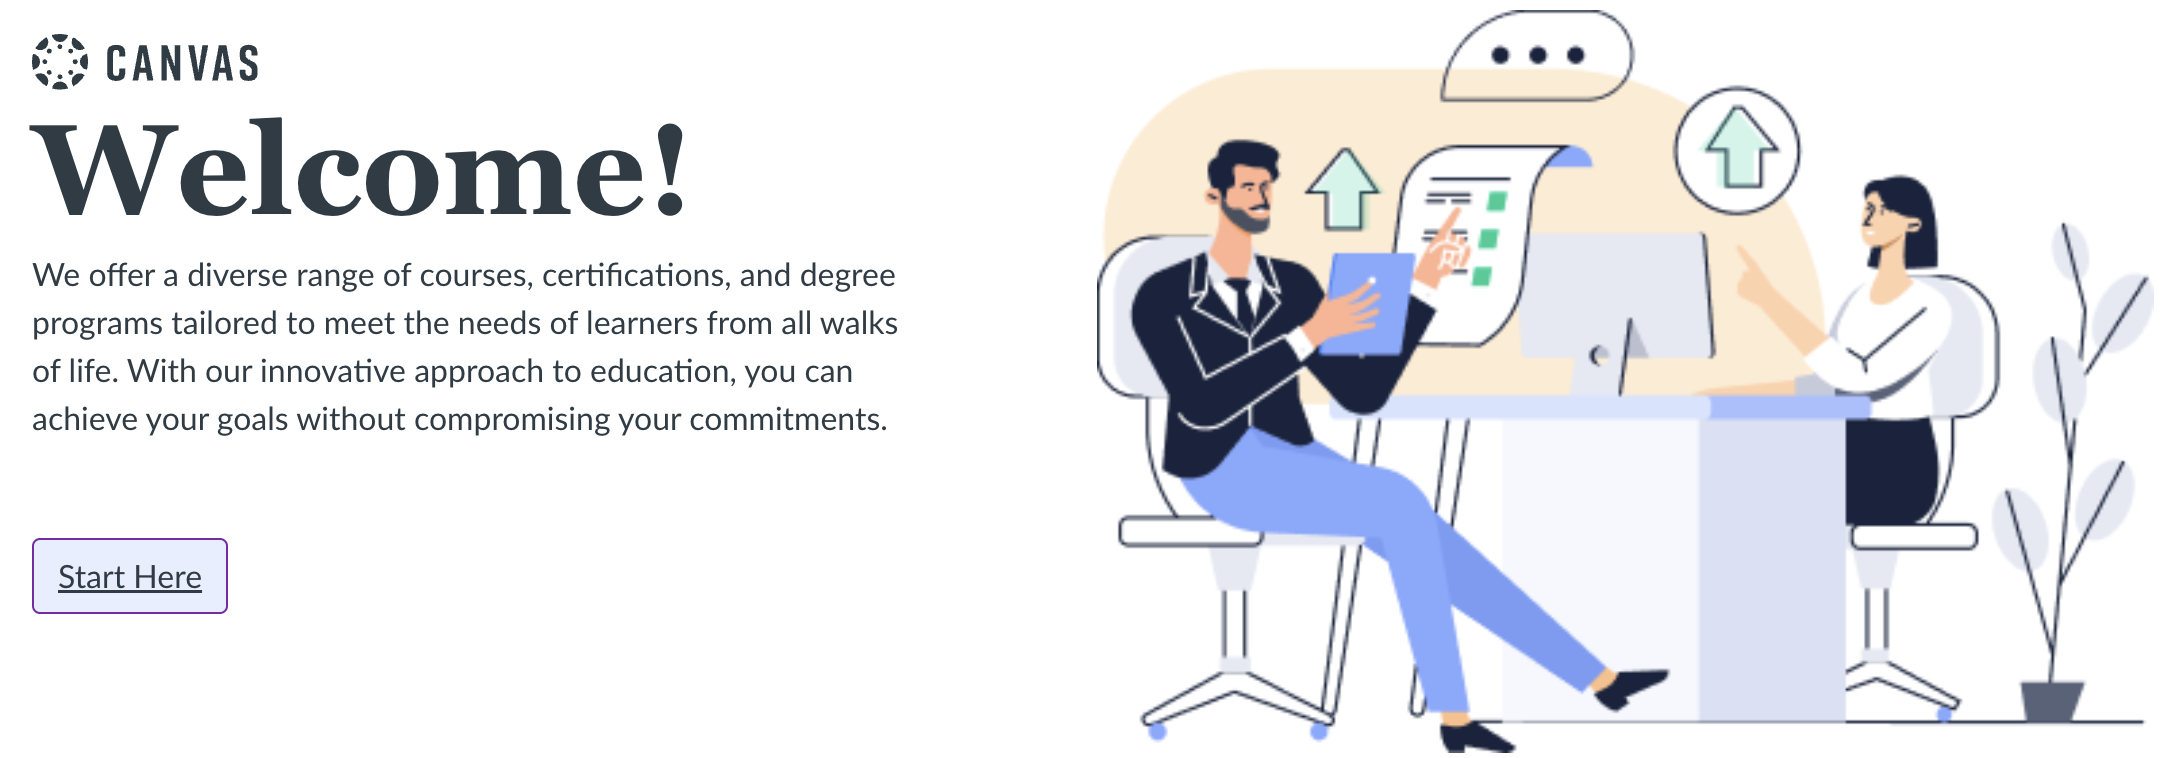 CANVAS
Welcome!
We offer a diverse range of courses, certifications, and degree
programs tailored to meet the needs of learners from all walks
of life. With our innovative approach to education, you can
achieve your goals without compromising your commitments.
Start Here